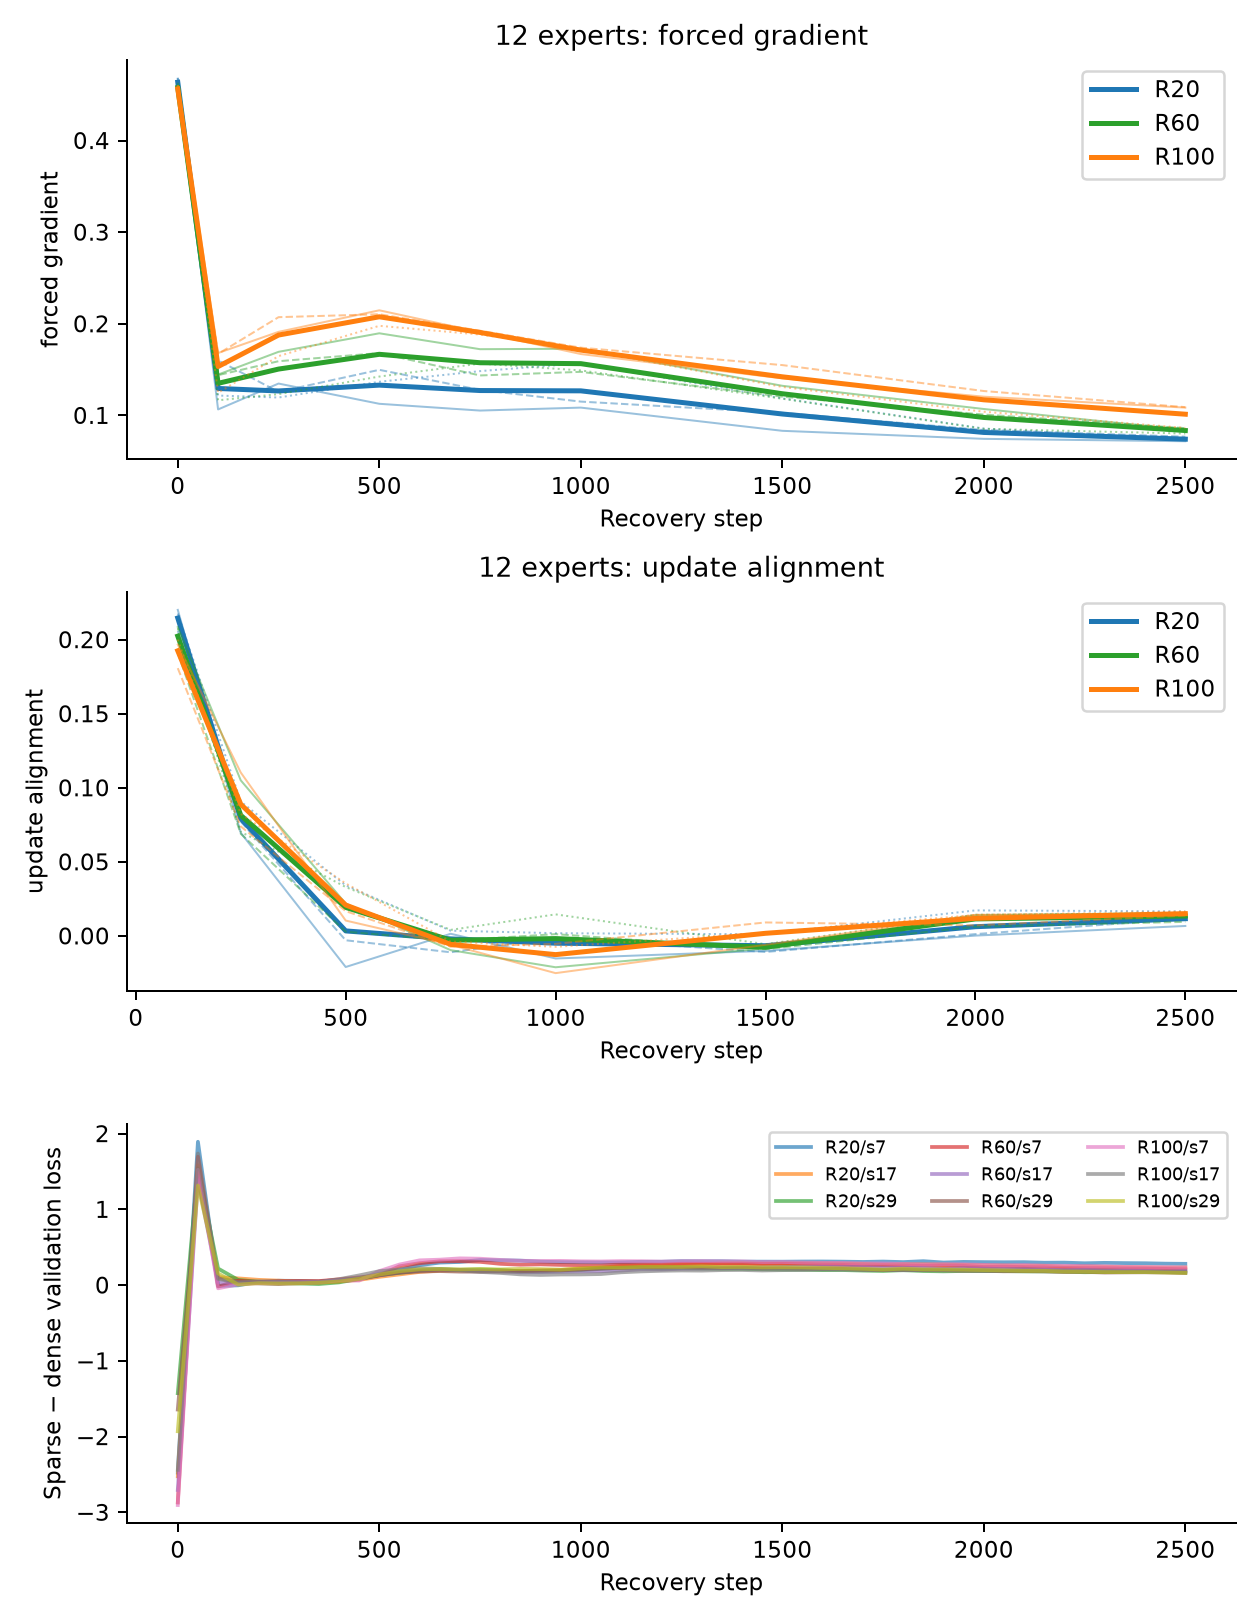 12 experts: forced gradient
R20
R60
R100
forced gradient
0.4
0.3
0.2
0.1
0 500 1000 1500 2000 2500
Recovery step
12 experts: update alignment
R20
R60
R100
update alignment
0.20
0.15
0.10
0.05
0.00
0 500 1000 1500 2000 2500
Recovery step
R20/s7 R60/s7 R100/s7
R20/s17 R60/s17 R100/s17
R20/s29 R60/s29 R100/s29
Sparse − dense validation loss
2
1
0
−1
−2
−3
0 500 1000 1500 2000 2500
Recovery step